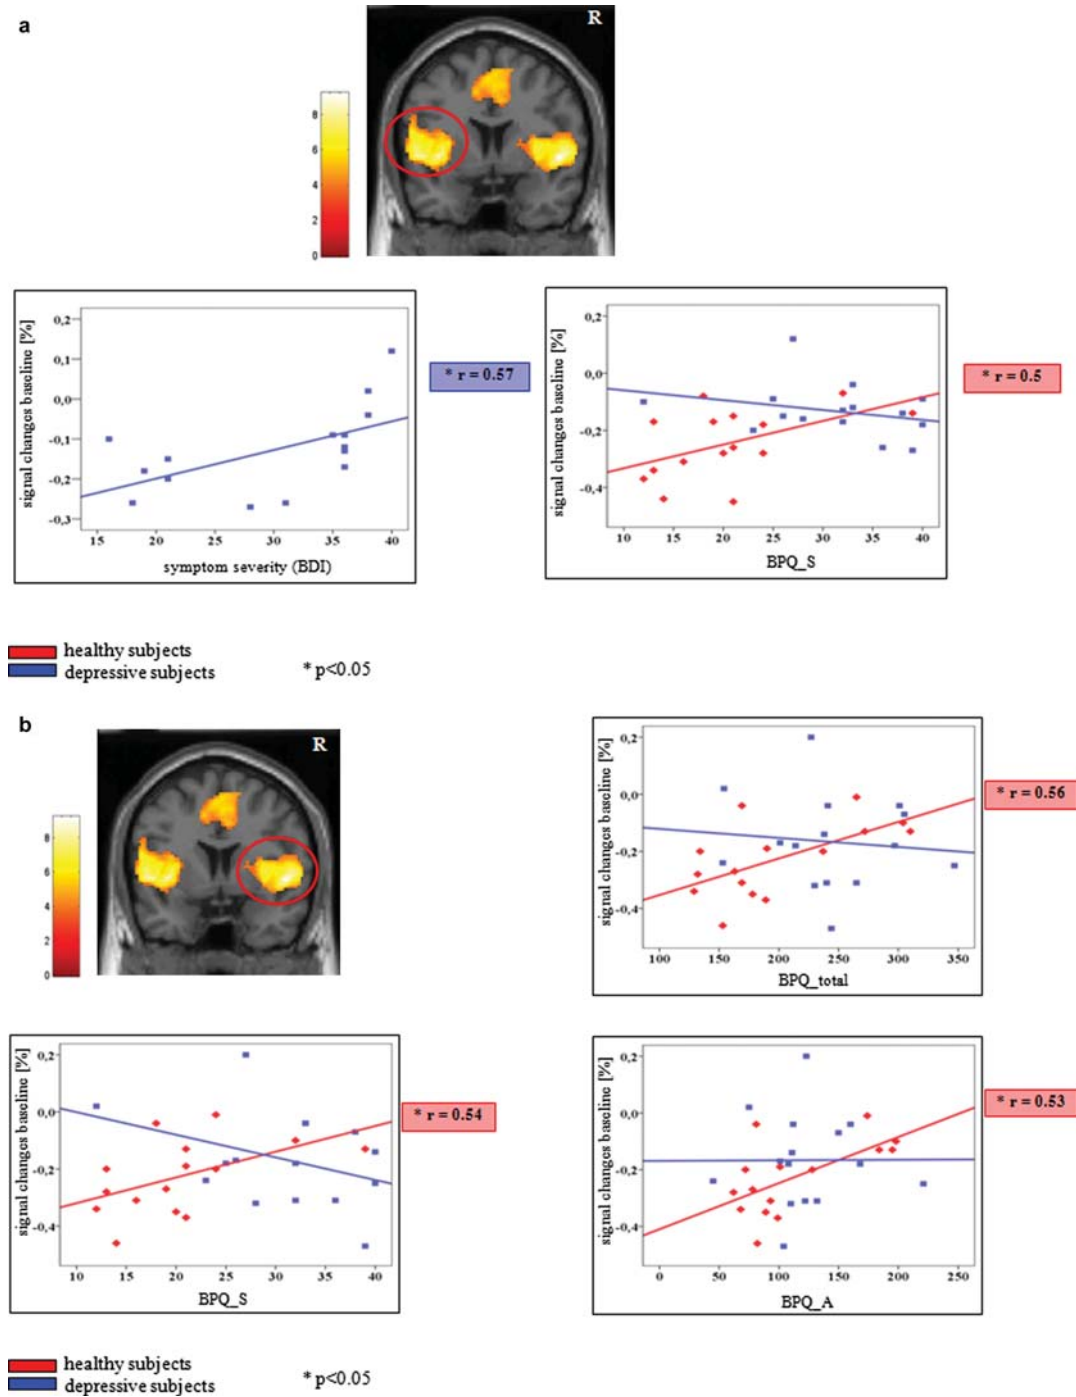 a
R
8
6
4
2
0
signal changes baseline [%]
0,2
0,1
0,0
-0,1
-0,2
-0,3
15 20 25 30 35 40
symptom severity (BDI)
* r = 0.57
signal changes baseline [%]
0,2
0,0
-0,2
-0,4
10 15 20 25 30 35 40
BPQ_S
* r = 0.5
healthy subjects
depressive subjects
* p<0.05
b
R
8
6
4
2
0
signal changes baseline [%]
0,2
0,0
-0,2
-0,4
100 150 200 250 300 350
BPQ_total
* r = 0.56
signal changes baseline [%]
0,2
0,0
-0,2
-0,4
10 15 20 25 30 35 40
BPQ_S
* r = 0.54
signal changes baseline [%]
0,2
0,0
-0,2
-0,4
0 50 100 150 200 250
BPQ_A
* r = 0.53
healthy subjects
depressive subjects
* p<0.05